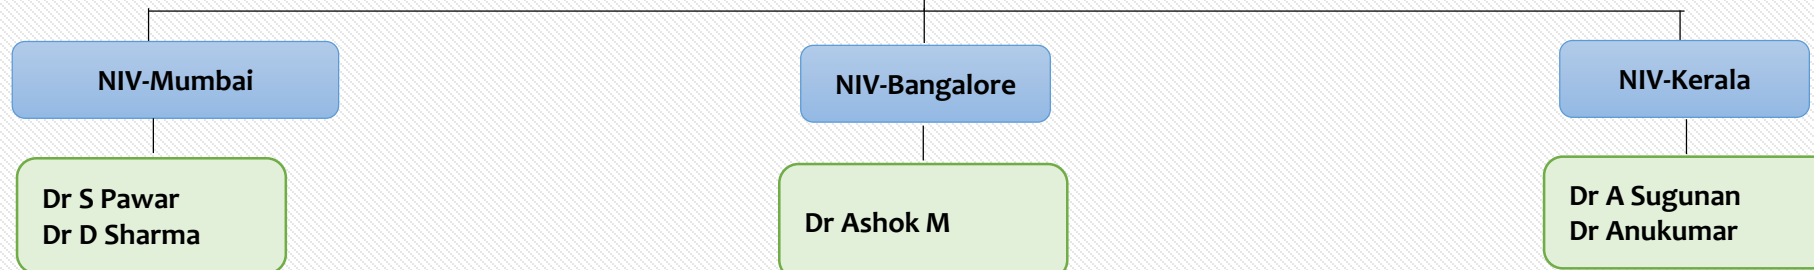 NIV-Mumbai
NIV-Bangalore
NIV-Kerala
Dr S Pawar
Dr D Sharma
Dr Ashok M
Dr A Sugunan
Dr Anukumar